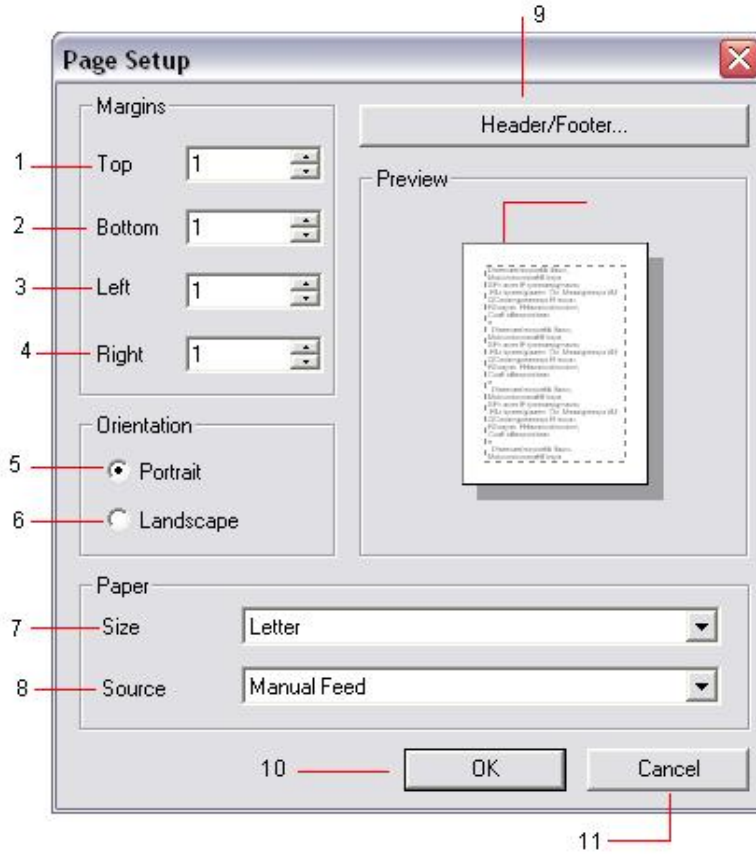 9
Page Setup
Margins
Header/Footer...
1 Top 1
Preview
2 Bottom 1
3 Left 1
4 Right 1
Orientation
5 Portrait
6 Landscape
Paper
7 Size Letter
8 Source Manual Feed
10 OK Cancel
11